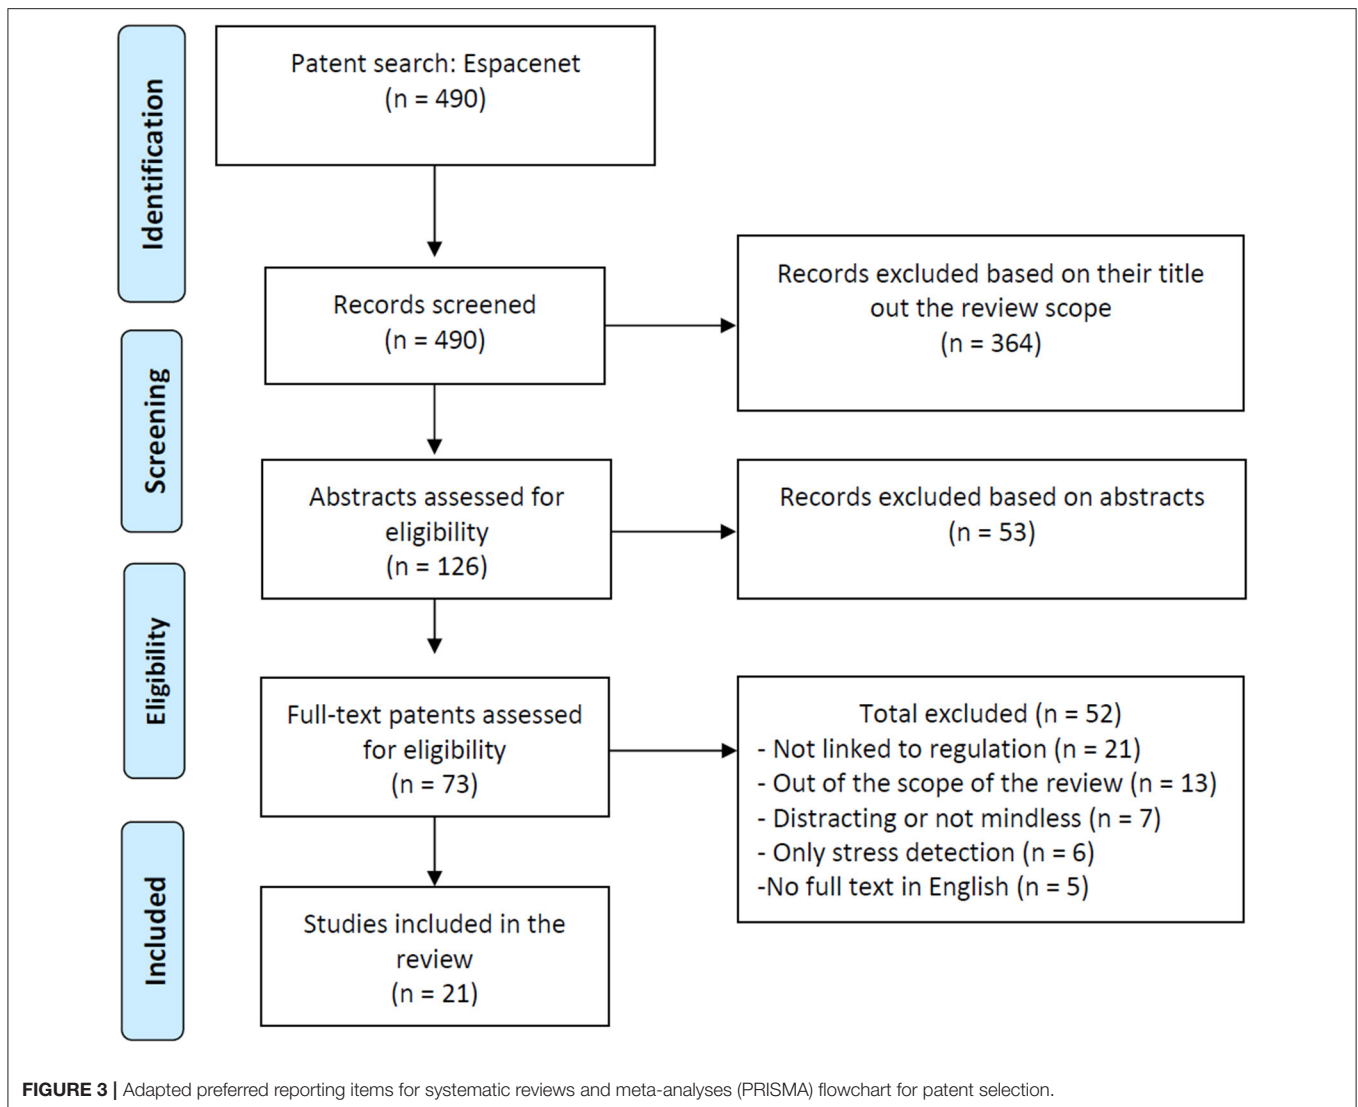 Identification
Patent search: Espacenet
(n = 490)
Records screened
(n = 490)
Records excluded based on their title
out the review scope
(n = 364)
Screening
Abstracts assessed for
eligibility
(n = 126)
Records excluded based on abstracts
(n = 53)
Eligibility
Full-text patents assessed
for eligibility
(n = 73)
Total excluded (n = 52)
- Not linked to regulation (n = 21)
- Out of the scope of the review (n = 13)
- Distracting or not mindless (n = 7)
- Only stress detection (n = 6)
-No full text in English (n = 5)
Included
Studies included in the
review
(n = 21)
FIGURE 3 | Adapted preferred reporting items for systematic reviews and meta-analyses (PRISMA) flowchart for patent selection.